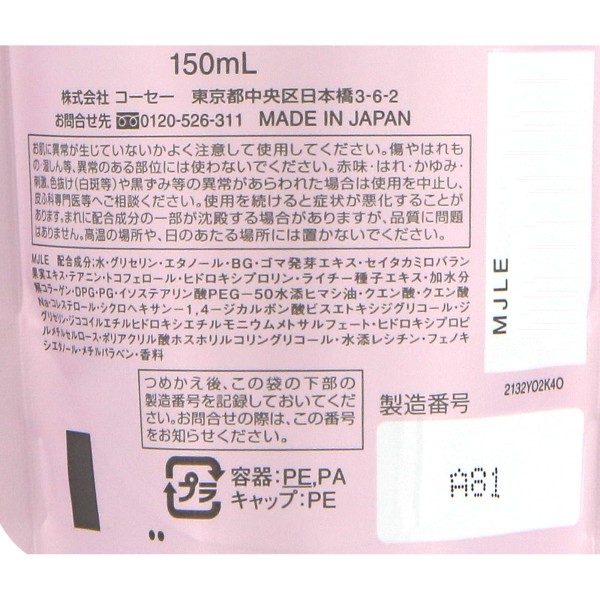 150mL
株式会社 コーセー 東京都中央区日本橋3-6-2
お問合せ先 0120-526-311 MADE IN JAPAN
お肌に異常が生じていないかよく注意して使用してください。傷やはれも
の・湿しん等、異常のある部位には使わないでください。赤味・はれ・かゆみ・
刺激、色抜け(白斑等)や黒ずみ等の異常があらわれた場合は使用を中止し、
皮ふ科専門医等へご相談ください。使用を続けると症状が悪化することが
あります。まれに配合成分の一部が沈殿する場合がありますが、品質に問題
はありません。高温の場所や、日のあたる場所には置かないでください。
MJLE 配合成分;水・グリセリン・エタノール・BG・ゴマ発芽エキス・セイタカミロバラン
果実エキス・テアニン・トコフェロール・ヒドロキシプロリン・ライチー種子エキス・加水分
解コラーゲン・DPG・PG・イソステアリン酸PEG-50水添ヒマシ油・クエン酸・クエン酸
Na・コレステロール・シクロヘキサン-1,4-ジカルボン酸ビスエトキシジグリコール・ジ
グリセリン・ジココイルエチルヒドロキシエチルモニウムメトサルフェート・ヒドロキシプロピ
ルメチルセルロース・ポリアクリル酸ホスホリルコリングリコール・水添レシチン・フェノキ
シエタノール・メチルパラベン・香料
MJLE
2132YO2K4O
つめかえ後、この袋の下部の
製造番号を記録しておいてくだ
さい。お問合せの際は、この番号
をお知らせください。
製造番号
A81
プラ
容器:PE,PA
キャップ:PE